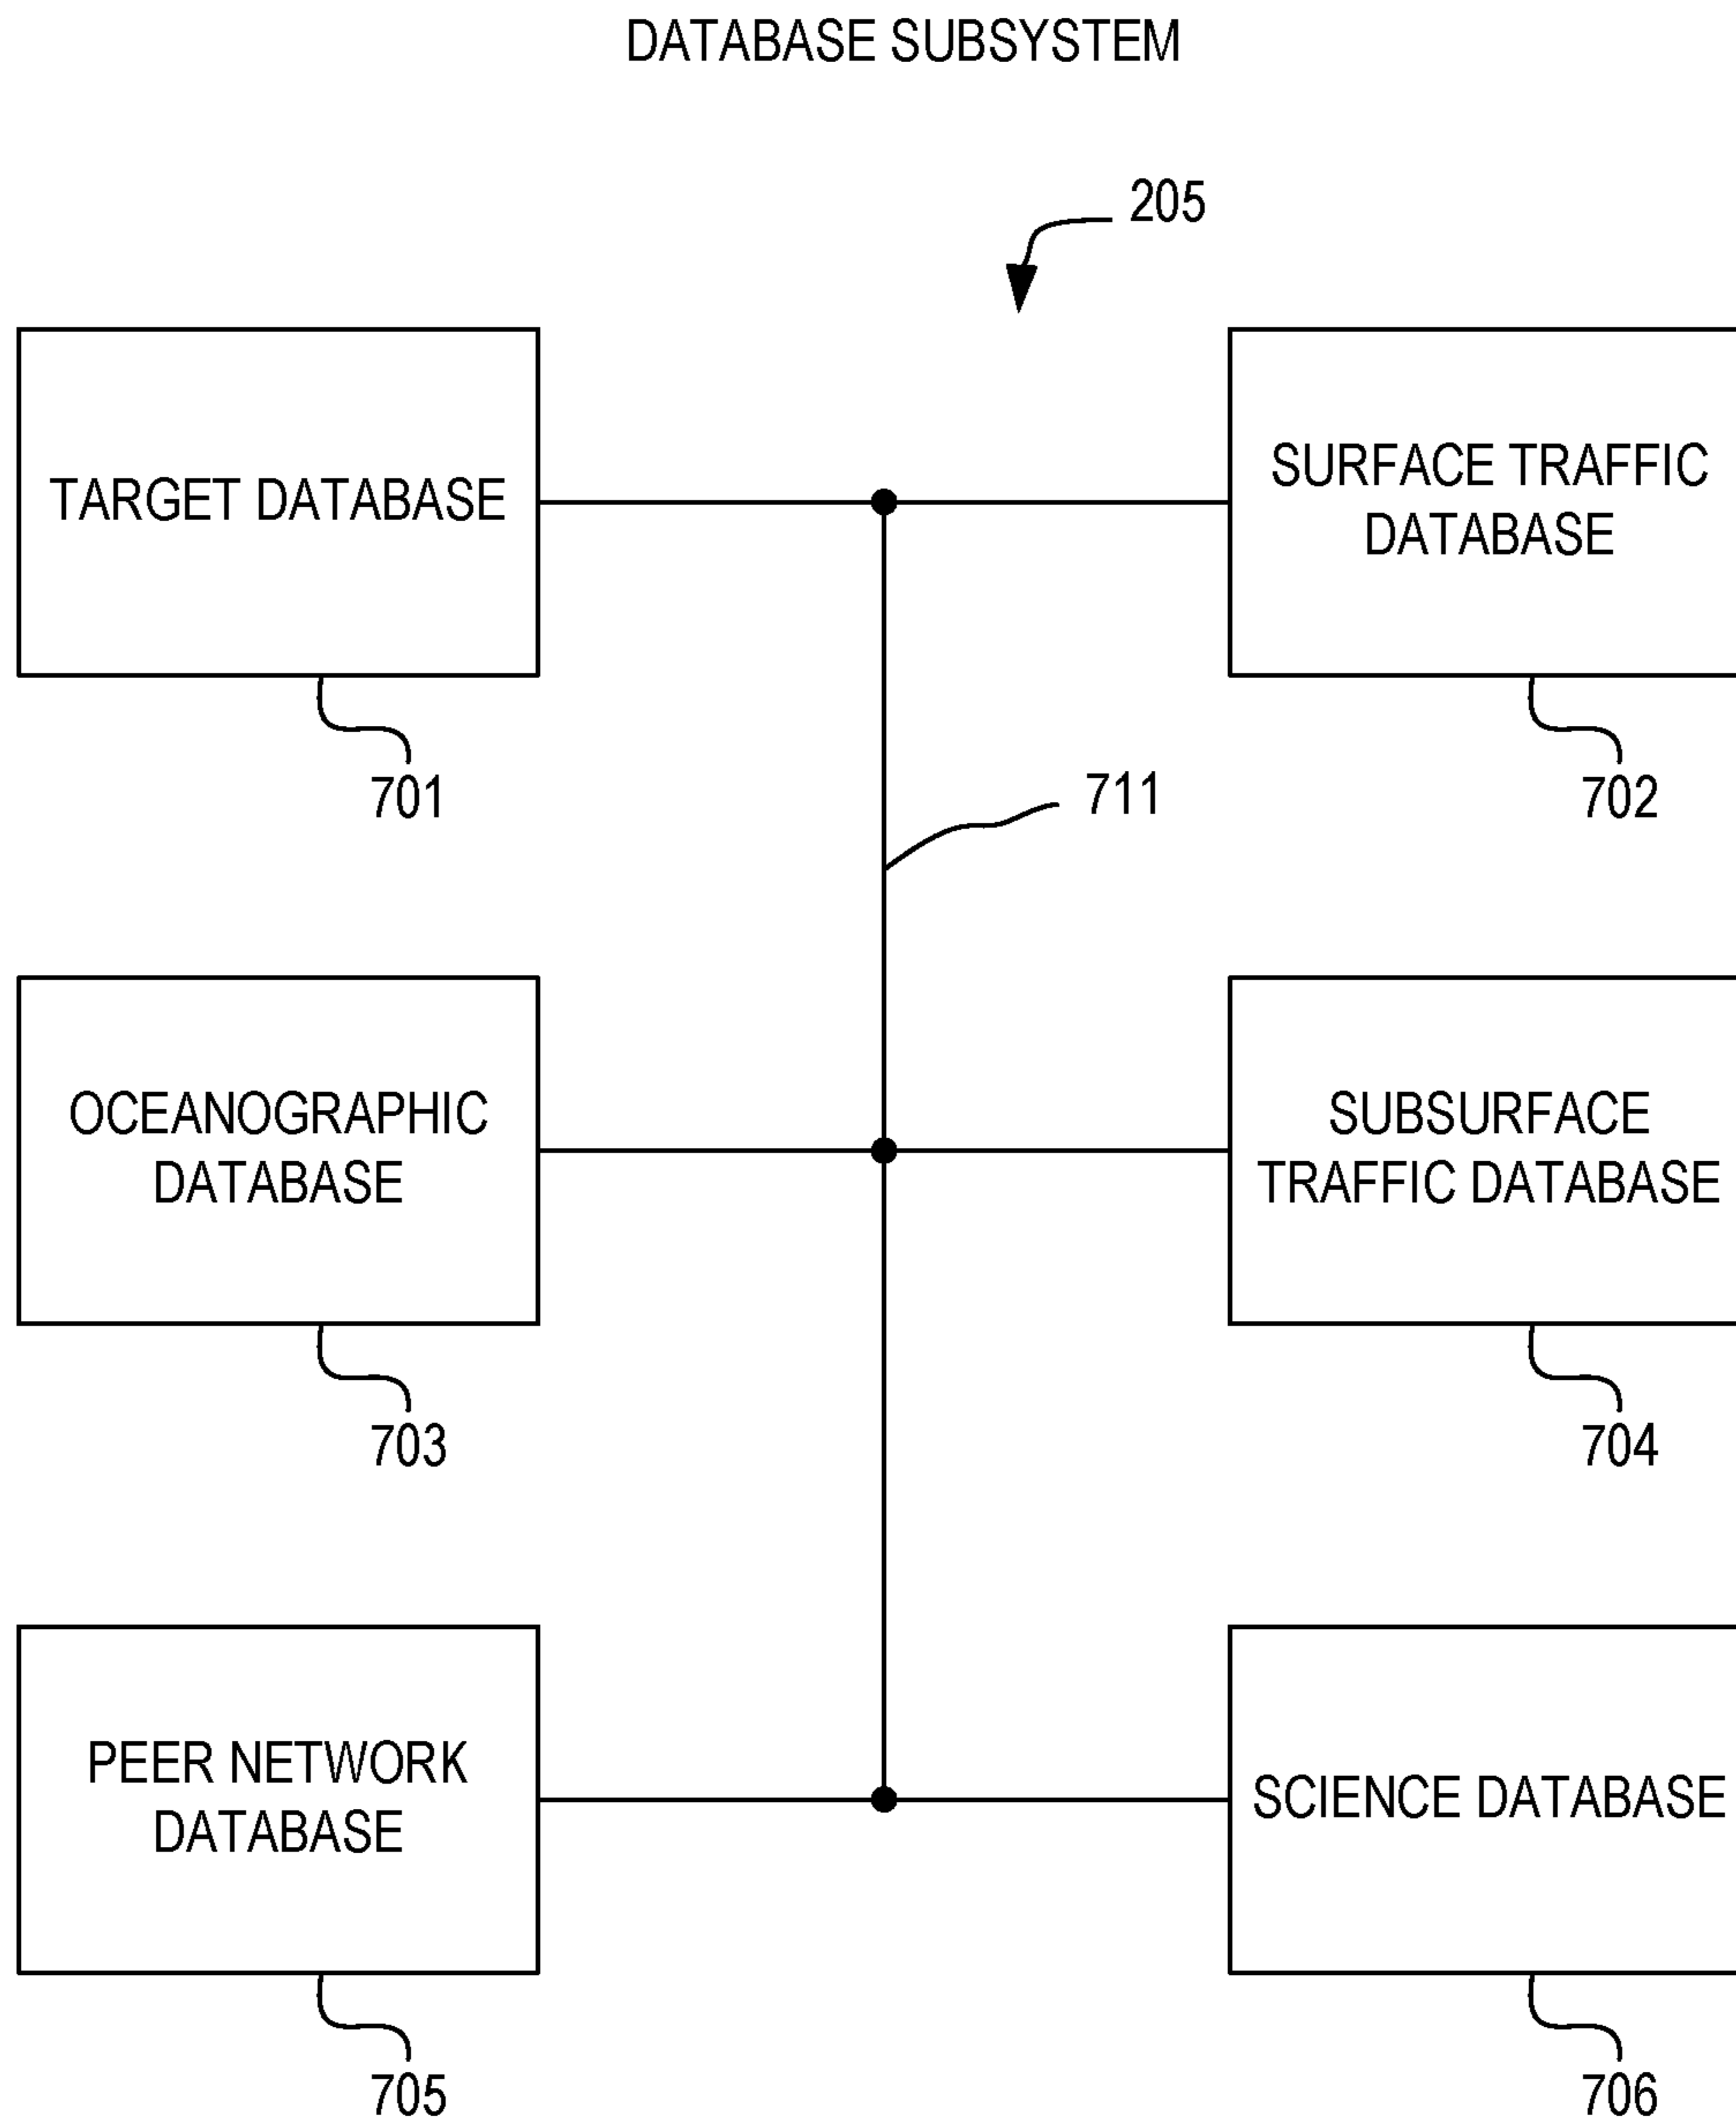 DATABASE SUBSYSTEM
205
TARGET DATABASE
SURFACE TRAFFIC
DATABASE
701
711
702
OCEANOGRAPHIC
DATABASE
SUBSURFACE
TRAFFIC DATABASE
703
704
PEER NETWORK
DATABASE
SCIENCE DATABASE
705
706